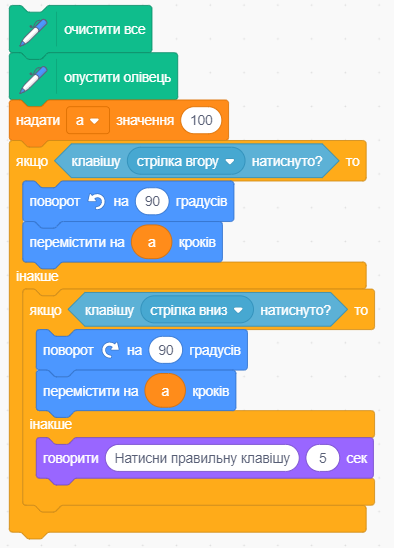 очистити все
опустити олівець
надати a значення 100
якщо клавішу стрілка вгору натиснуто? то
поворот на 90 градусів
перемістити на a кроків
інакше
якщо клавішу стрілка вниз натиснуто? то
поворот на 90 градусів
перемістити на a кроків
інакше
говорити Натисни правильну клавішу 5 сек